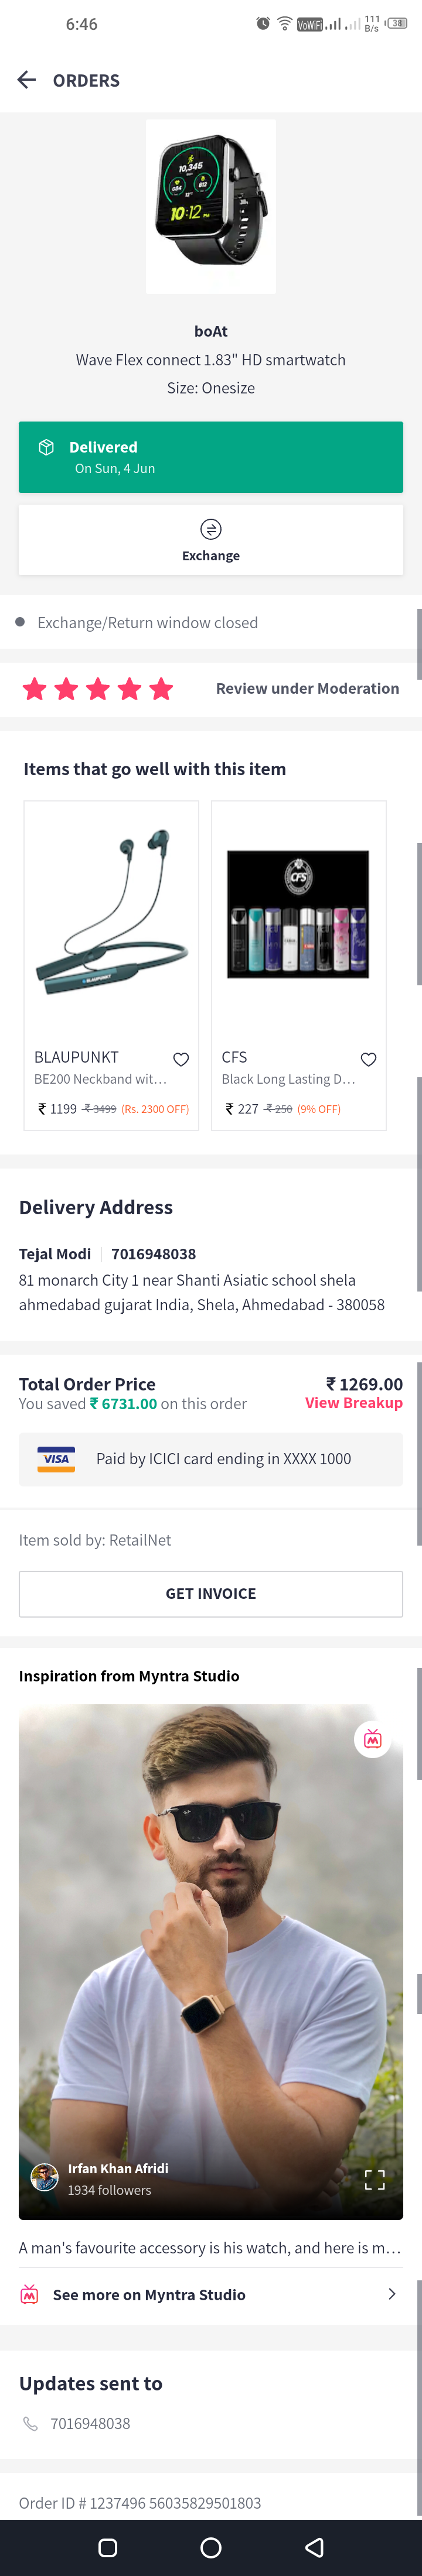 6:46
VoWiFi
111
B/s
38
ORDERS
10,345
084
812
10:12
boAt
Wave Flex connect 1.83" HD smartwatch
Size: Onesize
Delivered
On Sun, 4 Jun
Exchange
Exchange/Return window closed
Review under Moderation
Items that go well with this item
BLAUPUNKT
CFS
BLAUPUNKT
BE200 Neckband wit...
₹ 1199 ₹ 3499 (Rs. 2300 OFF)
CFS
Black Long Lasting D...
₹ 227 ₹ 250 (9% OFF)
Delivery Address
Tejal Modi 7016948038
81 monarch City 1 near Shanti Asiatic school shela
ahmedabad gujarat India, Shela, Ahmedabad - 380058
Total Order Price ₹ 1269.00
You saved ₹ 6731.00 on this order View Breakup
VISA Paid by ICICI card ending in XXXX 1000
Item sold by: RetailNet
GET INVOICE
Inspiration from Myntra Studio
Irfan Khan Afridi
1934 followers
A man's favourite accessory is his watch, and here is m...
See more on Myntra Studio
Updates sent to
7016948038
Order ID # 1237496 56035829501803